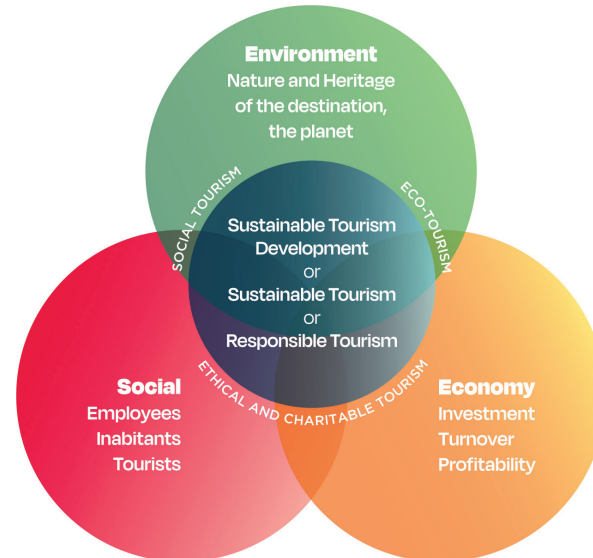 Environment
Nature and Heritage
of the destination,
the planet
SOCIAL TOURISM
ECO-TOURISM
Sustainable Tourism
Development
or
Sustainable Tourism
or
Responsible Tourism
ETHICAL AND CHARITABLE TOURISM
Social
Employees
Inabitants
Tourists
Economy
Investment
Turnover
Profitability